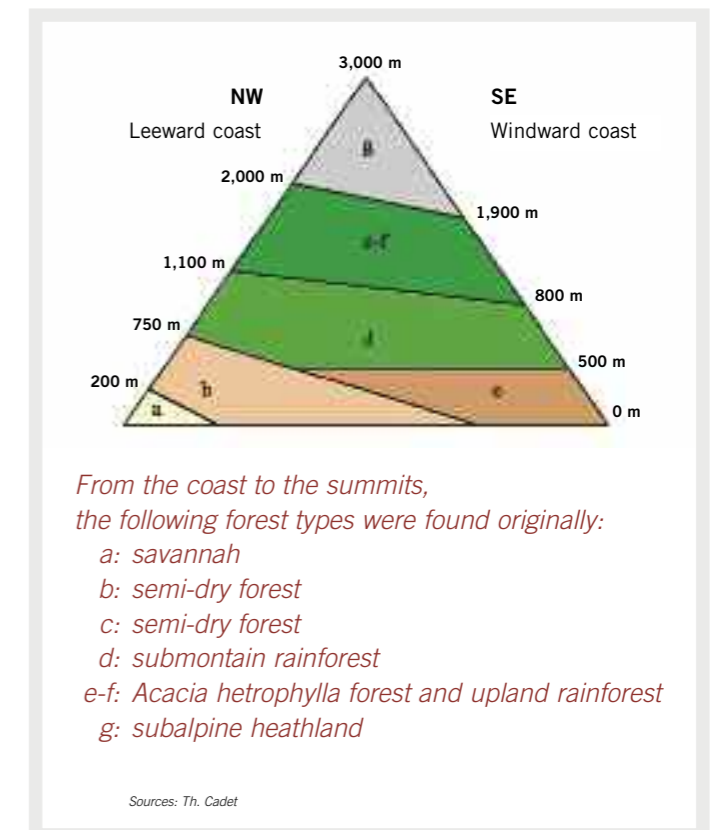 3,000 m
NW
SE
Leeward coast
Windward coast
2,000 m
1,900 m
e-f
1,100 m
800 m
d
750 m
500 m
200 m
b
a
0 m
From the coast to the summits,
the following forest types were found originally:
a: savannah
b: semi-dry forest
c: semi-dry forest
d: submontain rainforest
e-f: Acacia hetrophylla forest and upland rainforest
g: subalpine heathland
Sources: Th. Cadet